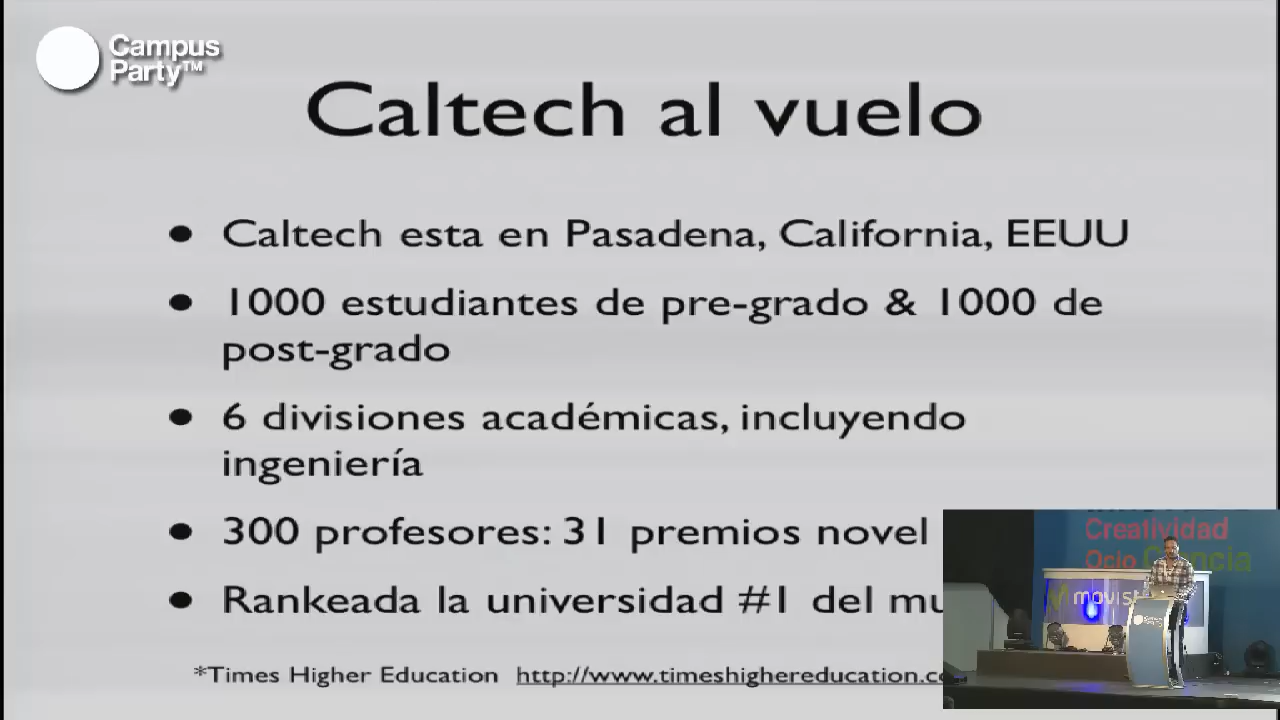 Campus
Party™
Caltech al vuelo
• Caltech esta en Pasadena, California, EEUU
• 1000 estudiantes de pre-grado & 1000 de
post-grado
• 6 divisiones académicas, incluyendo
ingeniería
• 300 profesores: 31 premios novel
• Rankeada la universidad #1 del mu
*Times Higher Education http://www.timeshighereducation.co
Creatividad
Ocio Ciencia
movist